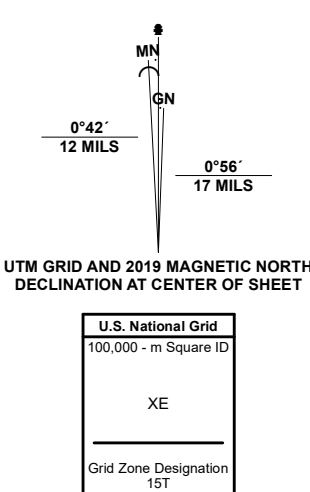 MN
GN
0°42´
12 MILS
0°56´
17 MILS
UTM GRID AND 2019 MAGNETIC NORTH
DECLINATION AT CENTER OF SHEET
U.S. National Grid
100,000 - m Square ID
XE
Grid Zone Designation
15T